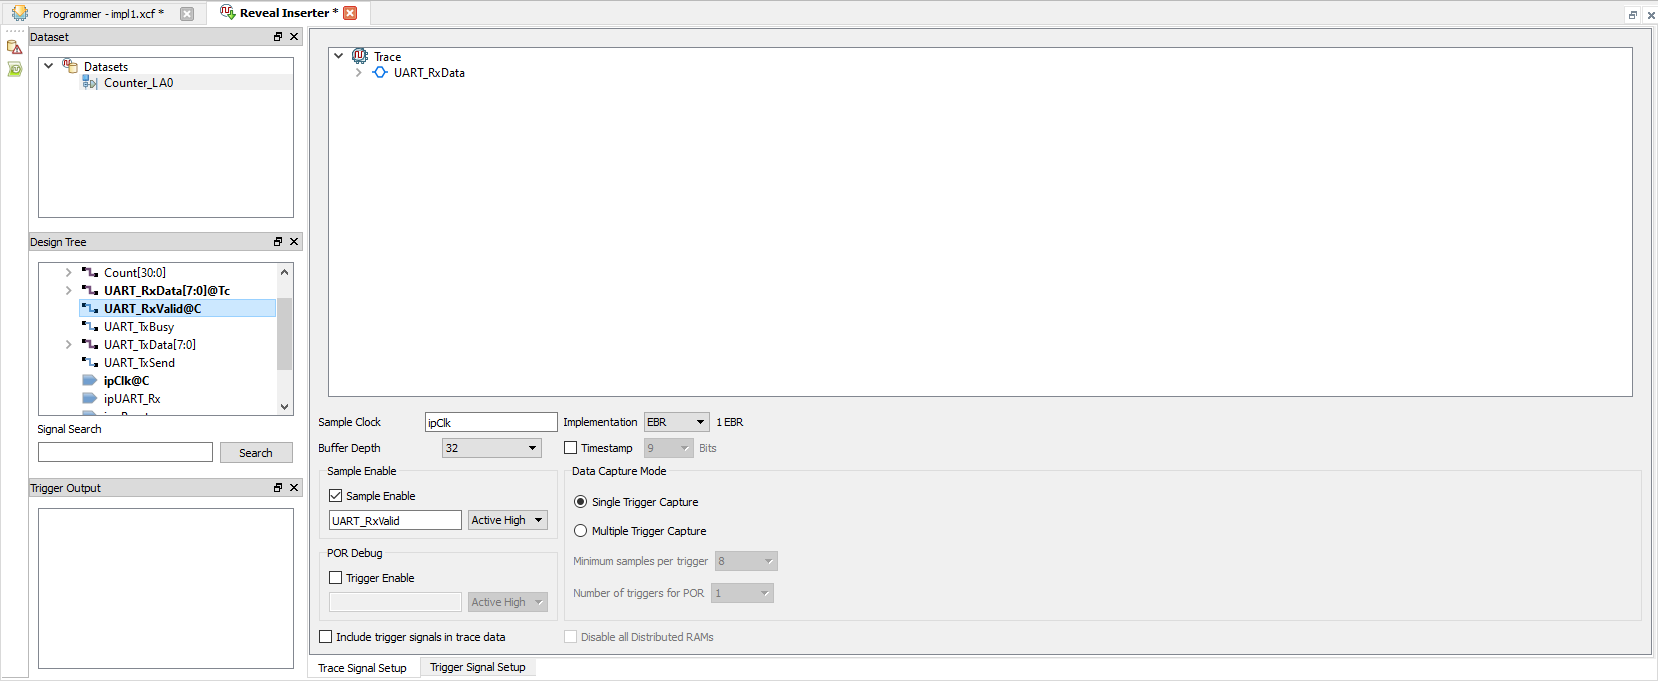 Programmer - impl1.xcf *
Reveal Inserter *
Dataset
Datasets
Counter_LA0
Design Tree
Count[30:0]
UART_RxData[7:0]@Tc
UART_RxValid@C
UART_TxBusy
UART_TxData[7:0]
UART_TxSend
ipClk@C
ipUART_Rx
Signal Search
Search
Trigger Output
Trace
UART_RxData
Sample Clock ipClk Implementation EBR 1 EBR
Buffer Depth 32 Timestamp 9 Bits
Sample Enable
Sample Enable
UART_RxValid Active High
POR Debug
Trigger Enable
Active High
Data Capture Mode
Single Trigger Capture
Multiple Trigger Capture
Minimum samples per trigger 8
Number of triggers for POR 1
Include trigger signals in trace data Disable all Distributed RAMs
Trace Signal Setup Trigger Signal Setup